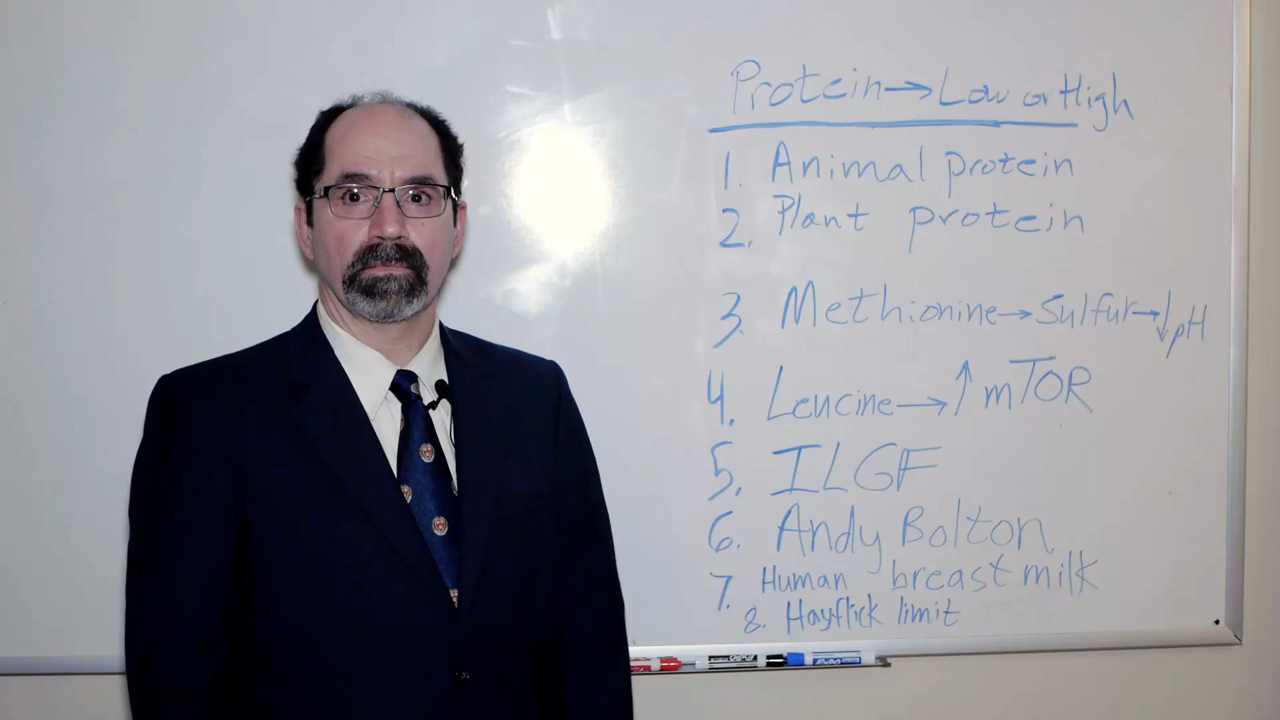 Protein→Low or High
1. Animal protein
2. Plant protein
3. Methionine→Sulfur→↓pH
4. Leucine→↑mTOR
5. ILGF
6. Andy Bolton
7. Human breast milk
8. Hayflick limit
EXPO